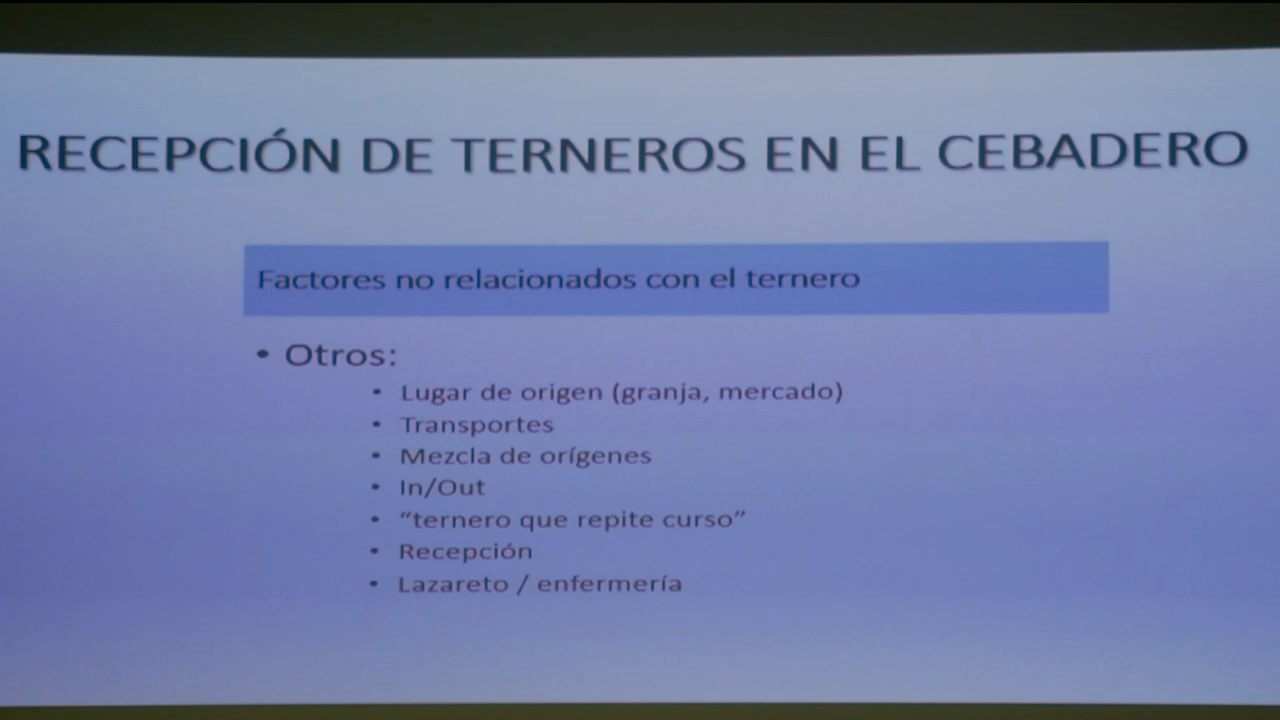 RECEPCIÓN DE TERNEROS EN EL CEBADERO
Factores no relacionados con el ternero
• Otros:
• Lugar de origen (granja, mercado)
• Transportes
• Mezcla de orígenes
• In/Out
• “ternero que repite curso”
• Recepción
• Lazareto / enfermería